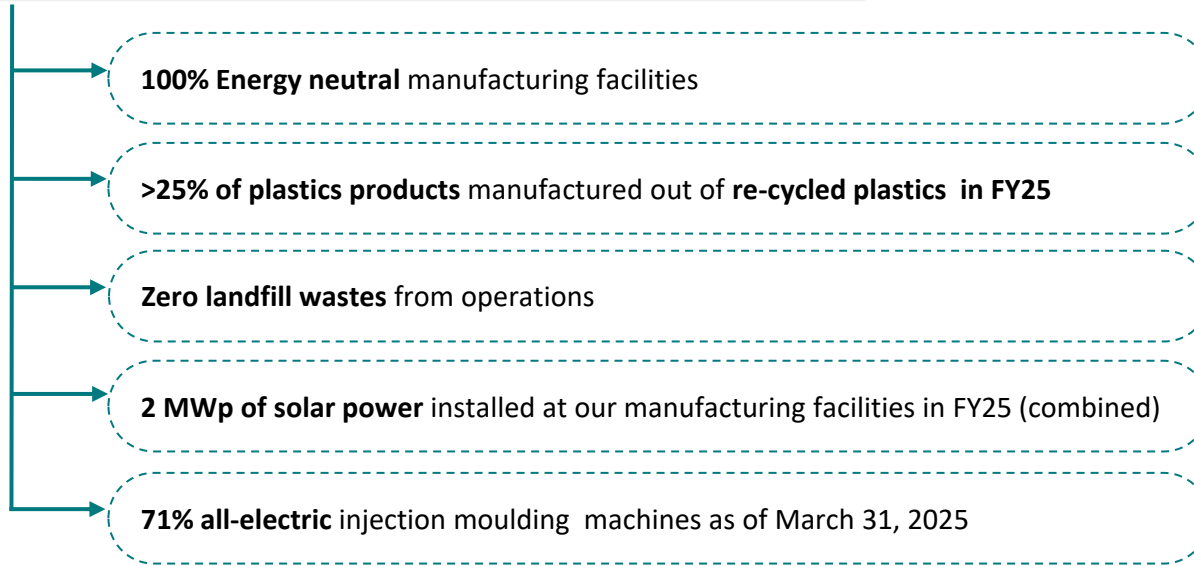 100% Energy neutral manufacturing facilities
>25% of plastics products manufactured out of re-cycled plastics in FY25
Zero landfill wastes from operations
2 MWp of solar power installed at our manufacturing facilities in FY25 (combined)
71% all-electric injection moulding machines as of March 31, 2025